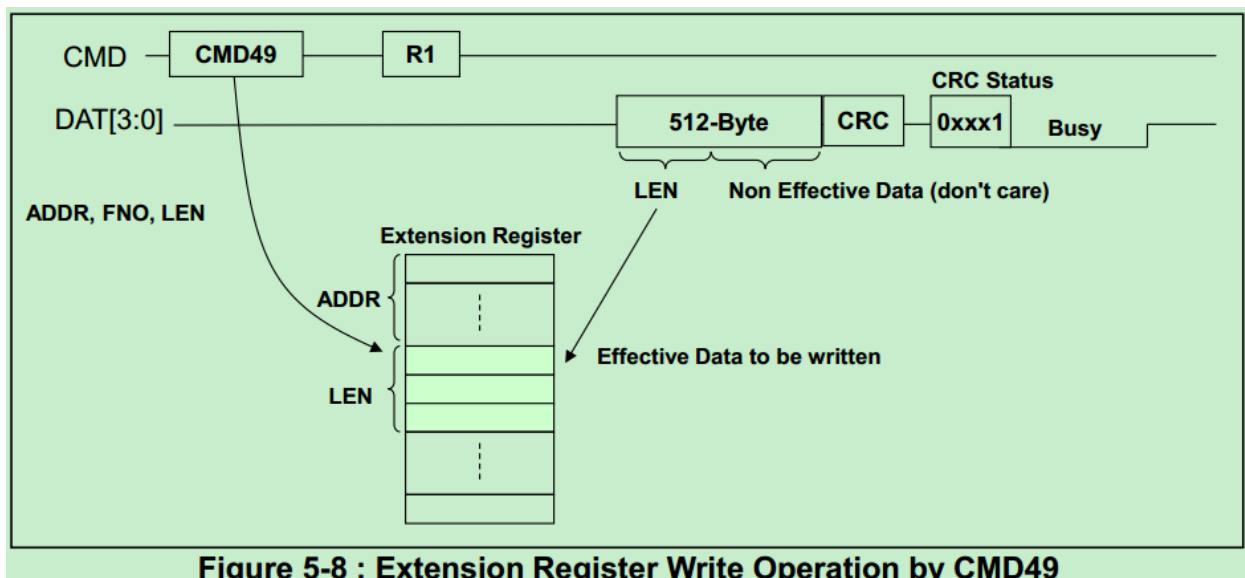 CMD CMD49 R1
CRC Status
DAT[3:0] 512-Byte CRC 0xxx1 Busy
LEN Non Effective Data (don't care)
ADDR, FNO, LEN
Extension Register
ADDR
Effective Data to be written
LEN
Figure 5-8 : Extension Register Write Operation by CMD49